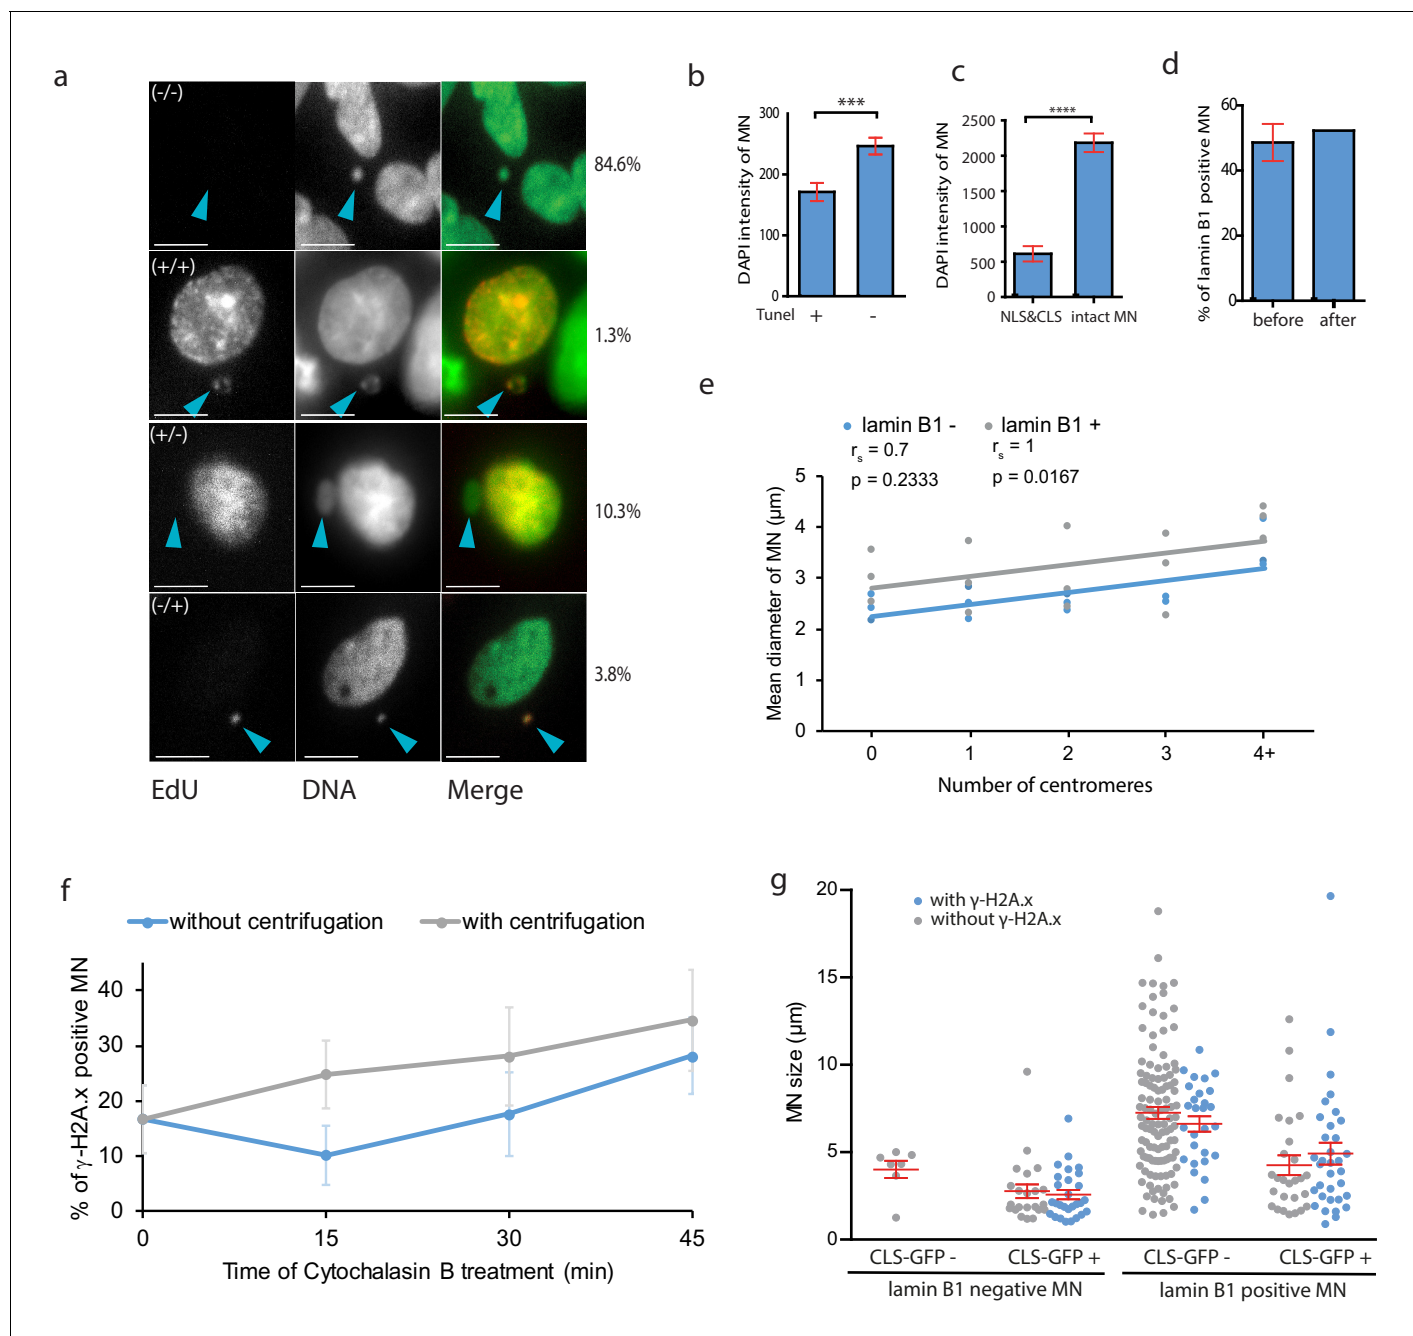 a
(-/-)
84.6%
(+/+)
1.3%
(+/-)
10.3%
(-/+)
3.8%
EdU DNA Merge
b
***
DAPI intensity of MN
300
200
100
0
Tunel + -
c
****
DAPI intensity of MN
2500
2000
1500
1000
500
0
NLS&CLS intact MN
d
% of lamin B1 positive MN
60
40
20
0
before after
e
lamin B1 - lamin B1 +
rs = 0.7 rs = 1
p = 0.2333 p = 0.0167
Mean diameter of MN (μm)
5
4
3
2
1
0
0 1 2 3 4+
Number of centromeres
f
without centrifugation with centrifugation
% of γ-H2A.x positive MN
40
30
20
10
0
0 15 30 45
Time of Cytochalasin B treatment (min)
g
with γ-H2A.x
without γ-H2A.x
MN size (μm)
20
15
10
5
0
CLS-GFP - CLS-GFP + CLS-GFP - CLS-GFP +
lamin B1 negative MN lamin B1 positive MN